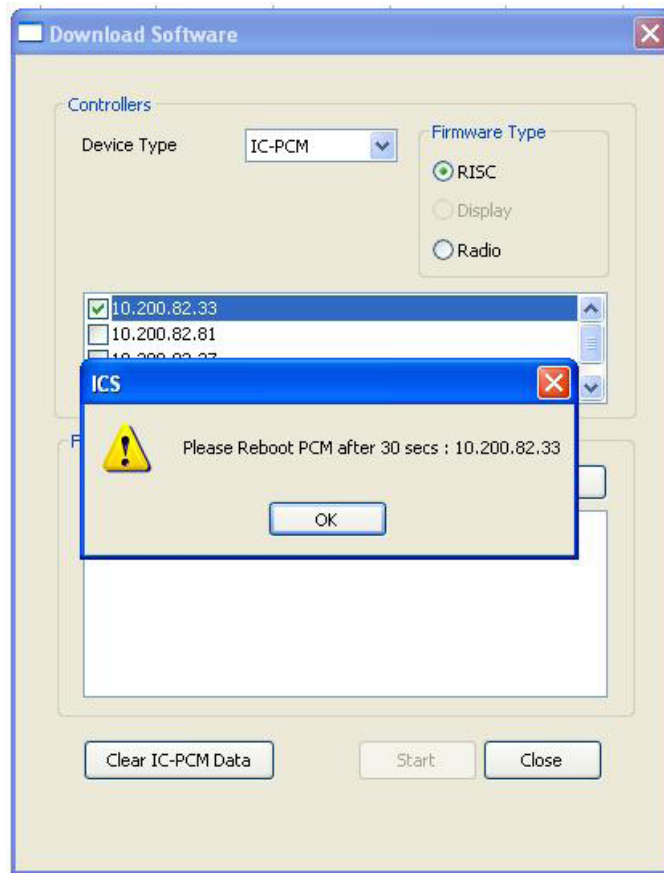 Download Software
Controllers
Device Type
IC-PCM
Firmware Type
RISC
Display
Radio
10.200.82.33
10.200.82.81
ICS
Please Reboot PCM after 30 secs : 10.200.82.33
OK
Clear IC-PCM Data
Start
Close